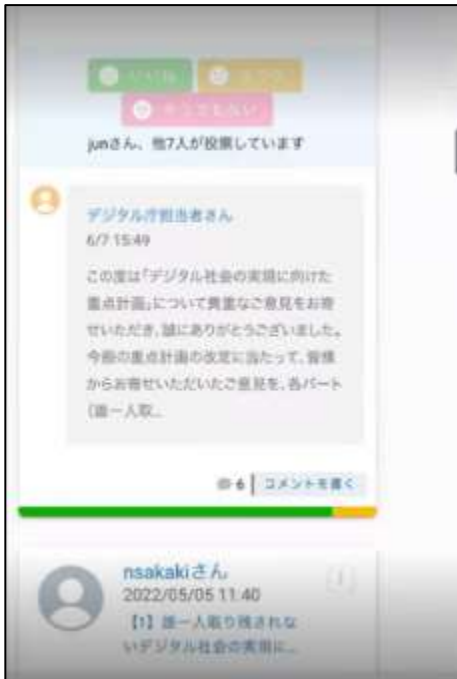 いいね
junさん、他7人が投票しています
デジタル庁担当者さん
6/7 15:49
この度は「デジタル社会の実現に向けた
重点計画」について貴重なご意見をお寄
せいただき、誠にありがとうございました。
今般の重点計画の改定に当たって、皆様
からお寄せいただいたご意見を、各パート
（誰一人取...
6
コメントを書く
nsakakiさん
2022/05/05 11:40
【1】誰一人取り残されな
いデジタル社会の実現に...